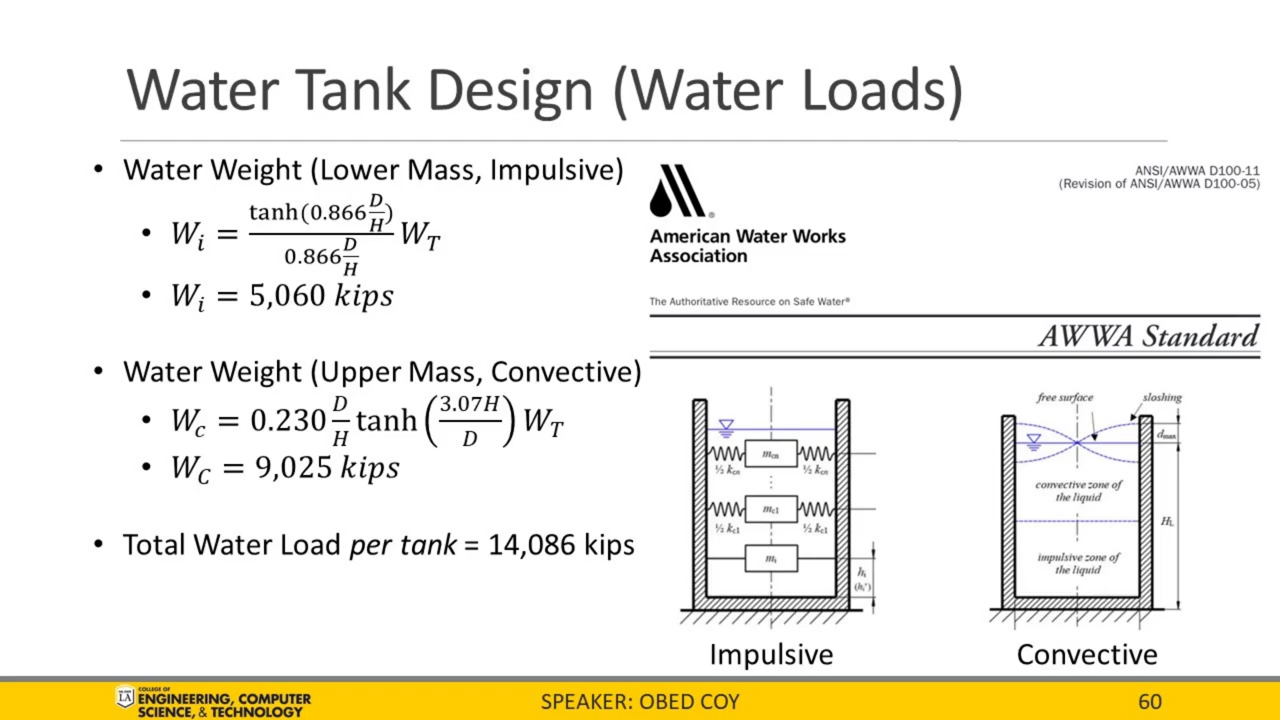 Water Tank Design (Water Loads)
• Water Weight (Lower Mass, Impulsive)
• W_i = tanh(0.866 D/H) / 0.866 D/H W_T
• W_i = 5,060 kips
• Water Weight (Upper Mass, Convective)
• W_c = 0.230 D/H tanh (3.07H/D) W_T
• W_C = 9,025 kips
• Total Water Load per tank = 14,086 kips
ANSI/AWWA D100-11
(Revision of ANSI/AWWA D100-05)
®
American Water Works
Association
The Authoritative Resource on Safe Water®
AWWA Standard
m_cn
½ k_cn ½ k_cn
m_c1
½ k_c1 ½ k_c1
m_i
h_i
(h_i')
Impulsive
free surface sloshing
d_max
convective zone of
the liquid
H_L
impulsive zone of
the liquid
Convective
LA
COLLEGE OF
ENGINEERING, COMPUTER
SCIENCE, & TECHNOLOGY
SPEAKER: OBED COY
60